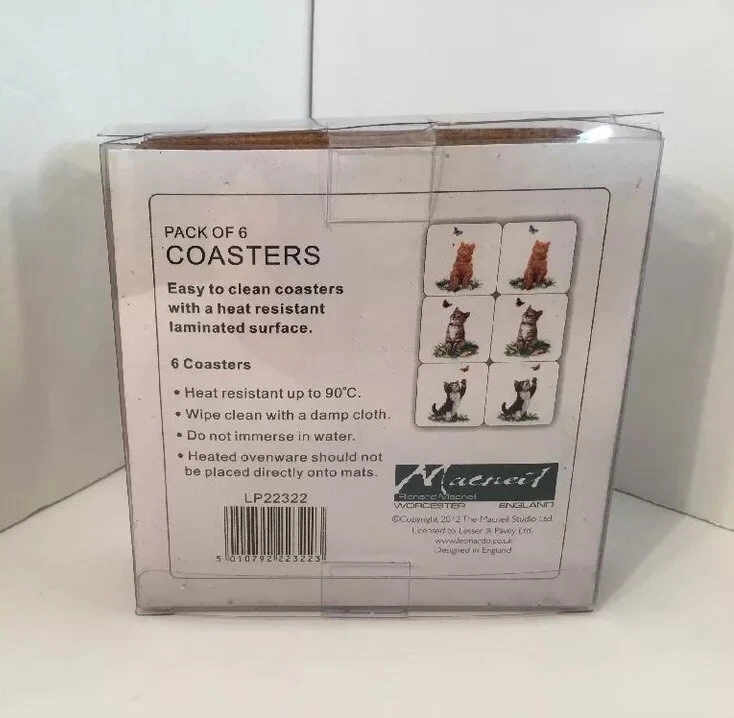 PACK OF 6
COASTERS
Easy to clean coasters
with a heat resistant
laminated surface.
6 Coasters
• Heat resistant up to 90°C.
• Wipe clean with a damp cloth.
• Do not immerse in water.
• Heated ovenware should not
be placed directly onto mats.
LP22322
5 010792 223223
Macneil
Richard Macneil
WORCESTER ENGLAND
©Copyright 2012 The Macneil Studio Ltd.
Licensed to Lesser & Pavey Ltd.
www.leonardo.co.uk
Designed in England